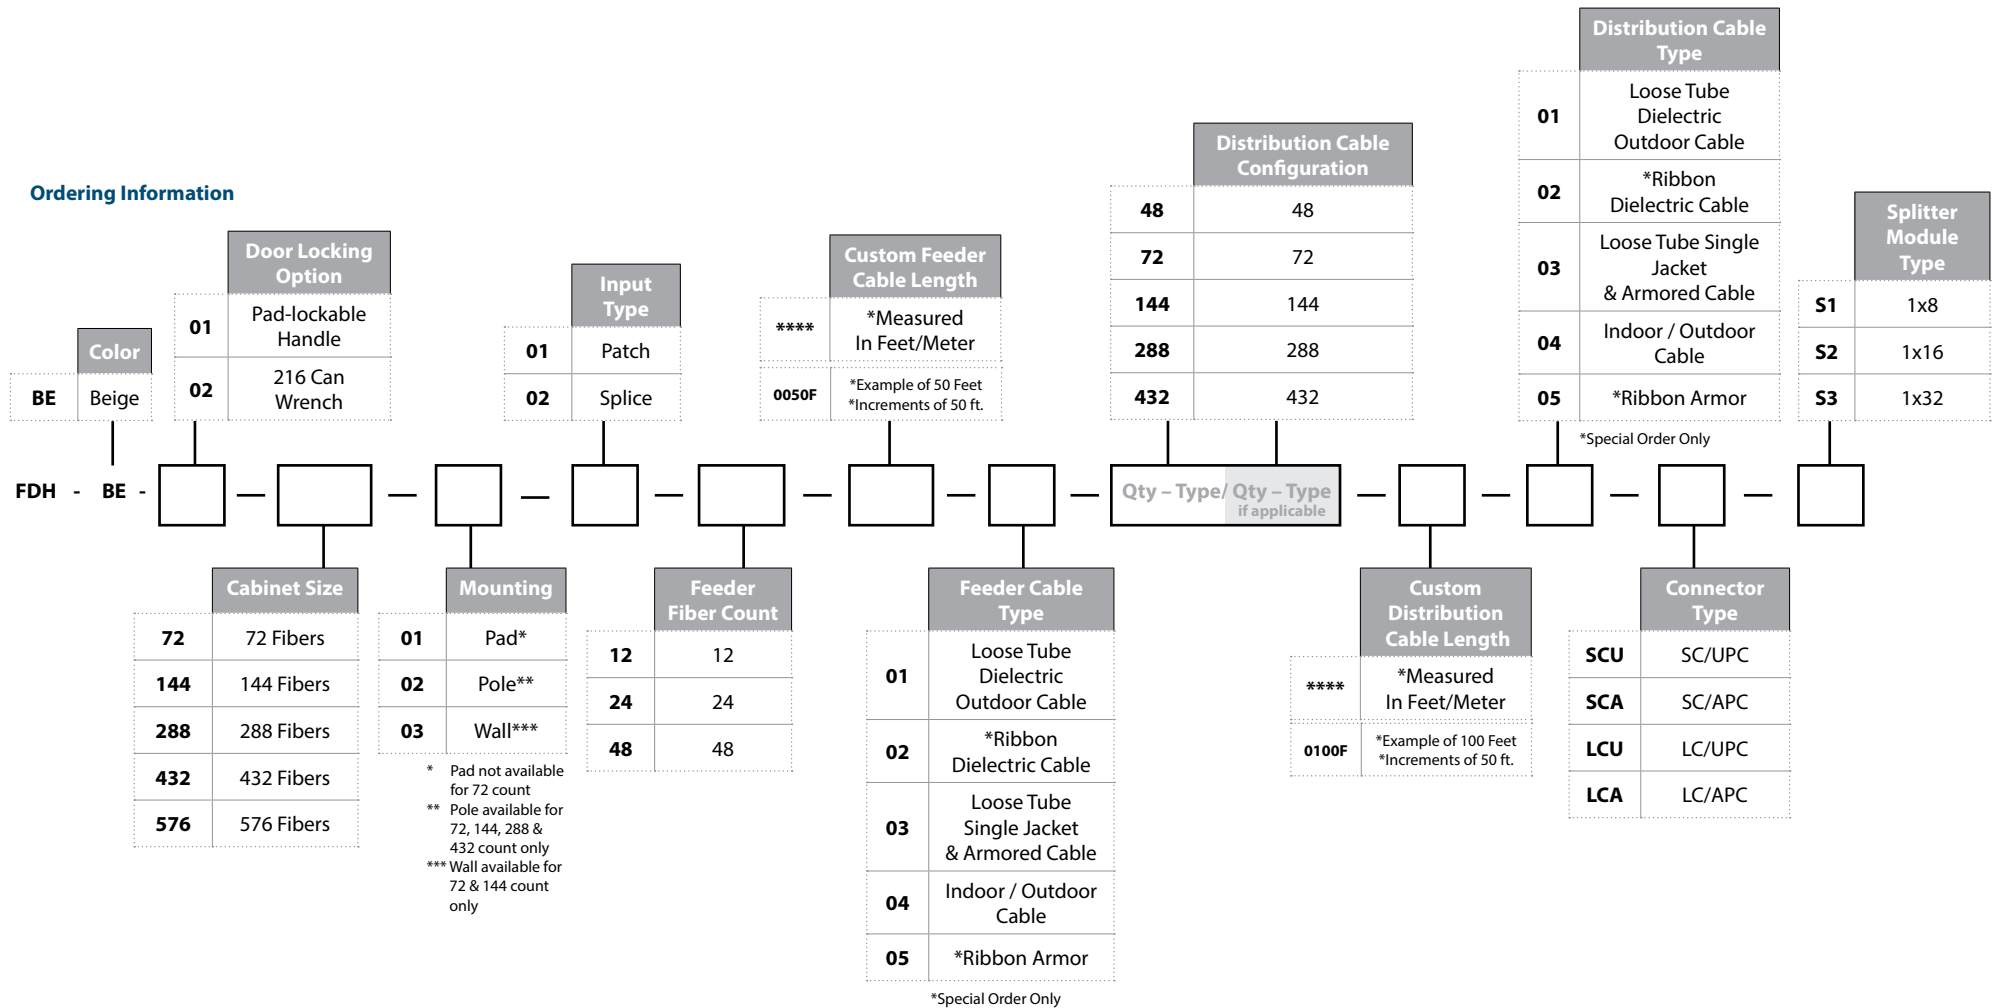 Ordering Information
Color
BE Beige
Door Locking
Option
01 Pad-lockable
Handle
02 216 Can
Wrench
Input
Type
01 Patch
02 Splice
Custom Feeder
Cable Length
**** *Measured
In Feet/Meter
0050F *Example of 50 Feet
*Increments of 50 ft.
Distribution Cable
Configuration
48 48
72 72
144 144
288 288
432 432
Distribution Cable
Type
01 Loose Tube
Dielectric
Outdoor Cable
02 *Ribbon
Dielectric Cable
03 Loose Tube Single
Jacket
& Armored Cable
04 Indoor / Outdoor
Cable
05 *Ribbon Armor
*Special Order Only
Splitter
Module
Type
S1 1x8
S2 1x16
S3 1x32
FDH - BE - — — — — — — — Qty – Type/ Qty – Type — — — —
if applicable
Cabinet Size
72 72 Fibers
144 144 Fibers
288 288 Fibers
432 432 Fibers
576 576 Fibers
Mounting
01 Pad*
02 Pole**
03 Wall***
* Pad not available
for 72 count
** Pole available for
72, 144, 288 &
432 count only
*** Wall available for
72 & 144 count
only
Feeder
Fiber Count
12 12
24 24
48 48
Feeder Cable
Type
01 Loose Tube
Dielectric
Outdoor Cable
02 *Ribbon
Dielectric Cable
03 Loose Tube
Single Jacket
& Armored Cable
04 Indoor / Outdoor
Cable
05 *Ribbon Armor
*Special Order Only
Custom
Distribution
Cable Length
**** *Measured
In Feet/Meter
0100F *Example of 100 Feet
*Increments of 50 ft.
Connector
Type
SCU SC/UPC
SCA SC/APC
LCU LC/UPC
LCA LC/APC